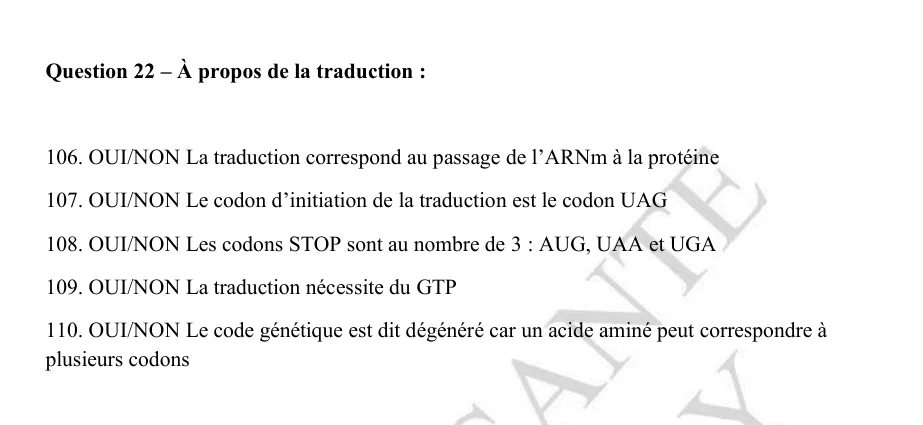 Question 22 – À propos de la traduction :
106. OUI/NON La traduction correspond au passage de l’ARNm à la protéine
107. OUI/NON Le codon d’initiation de la traduction est le codon UAG
108. OUI/NON Les codons STOP sont au nombre de 3 : AUG, UAA et UGA
109. OUI/NON La traduction nécessite du GTP
110. OUI/NON Le code génétique est dit dégénéré car un acide aminé peut correspondre à
plusieurs codons
SANTE